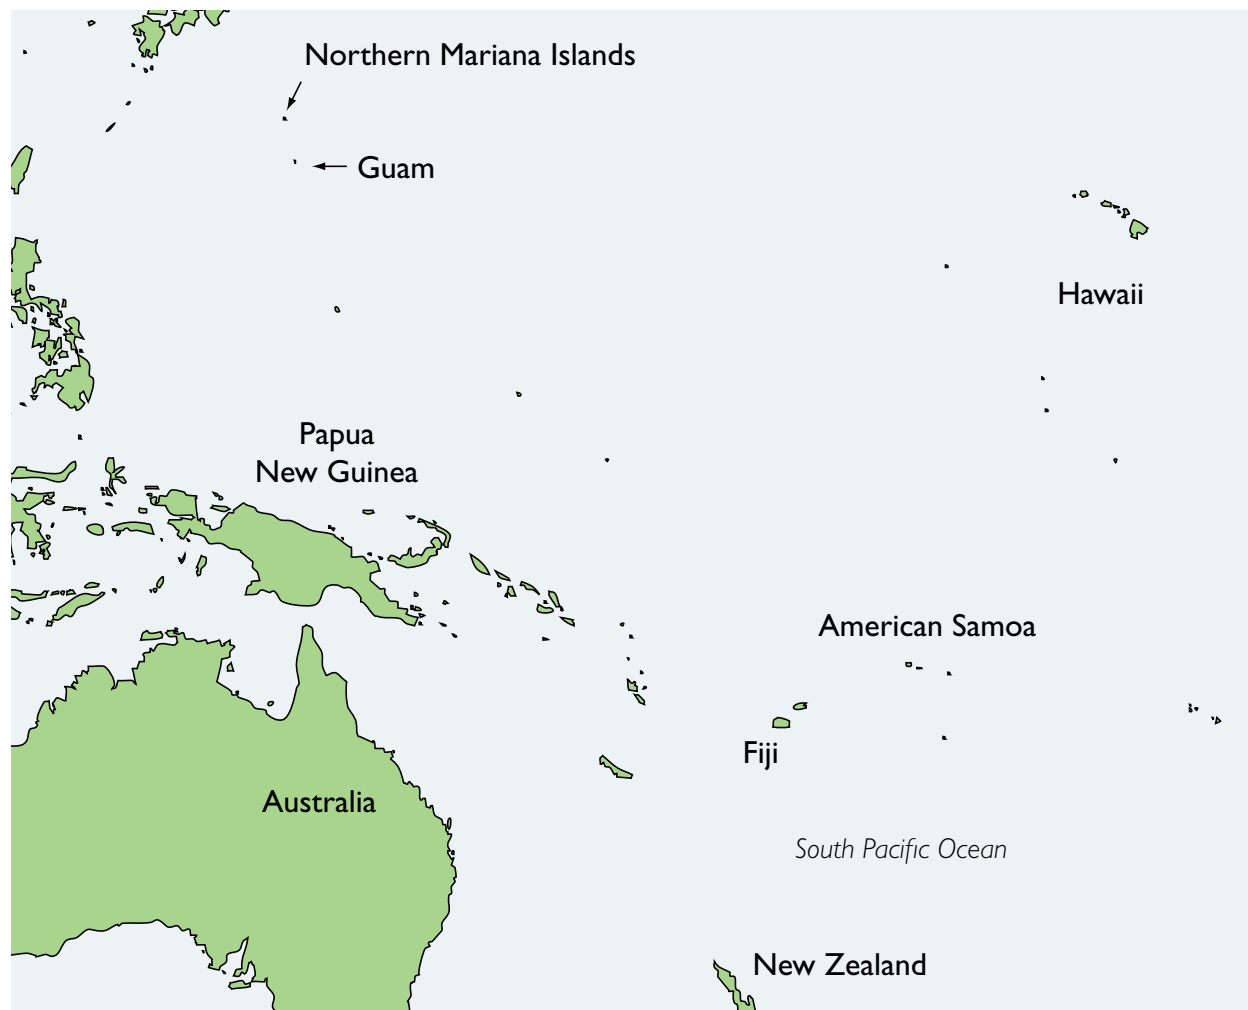 Northern Mariana Islands
Guam
Hawaii
Papua
New Guinea
American Samoa
Fiji
Australia
South Pacific Ocean
New Zealand